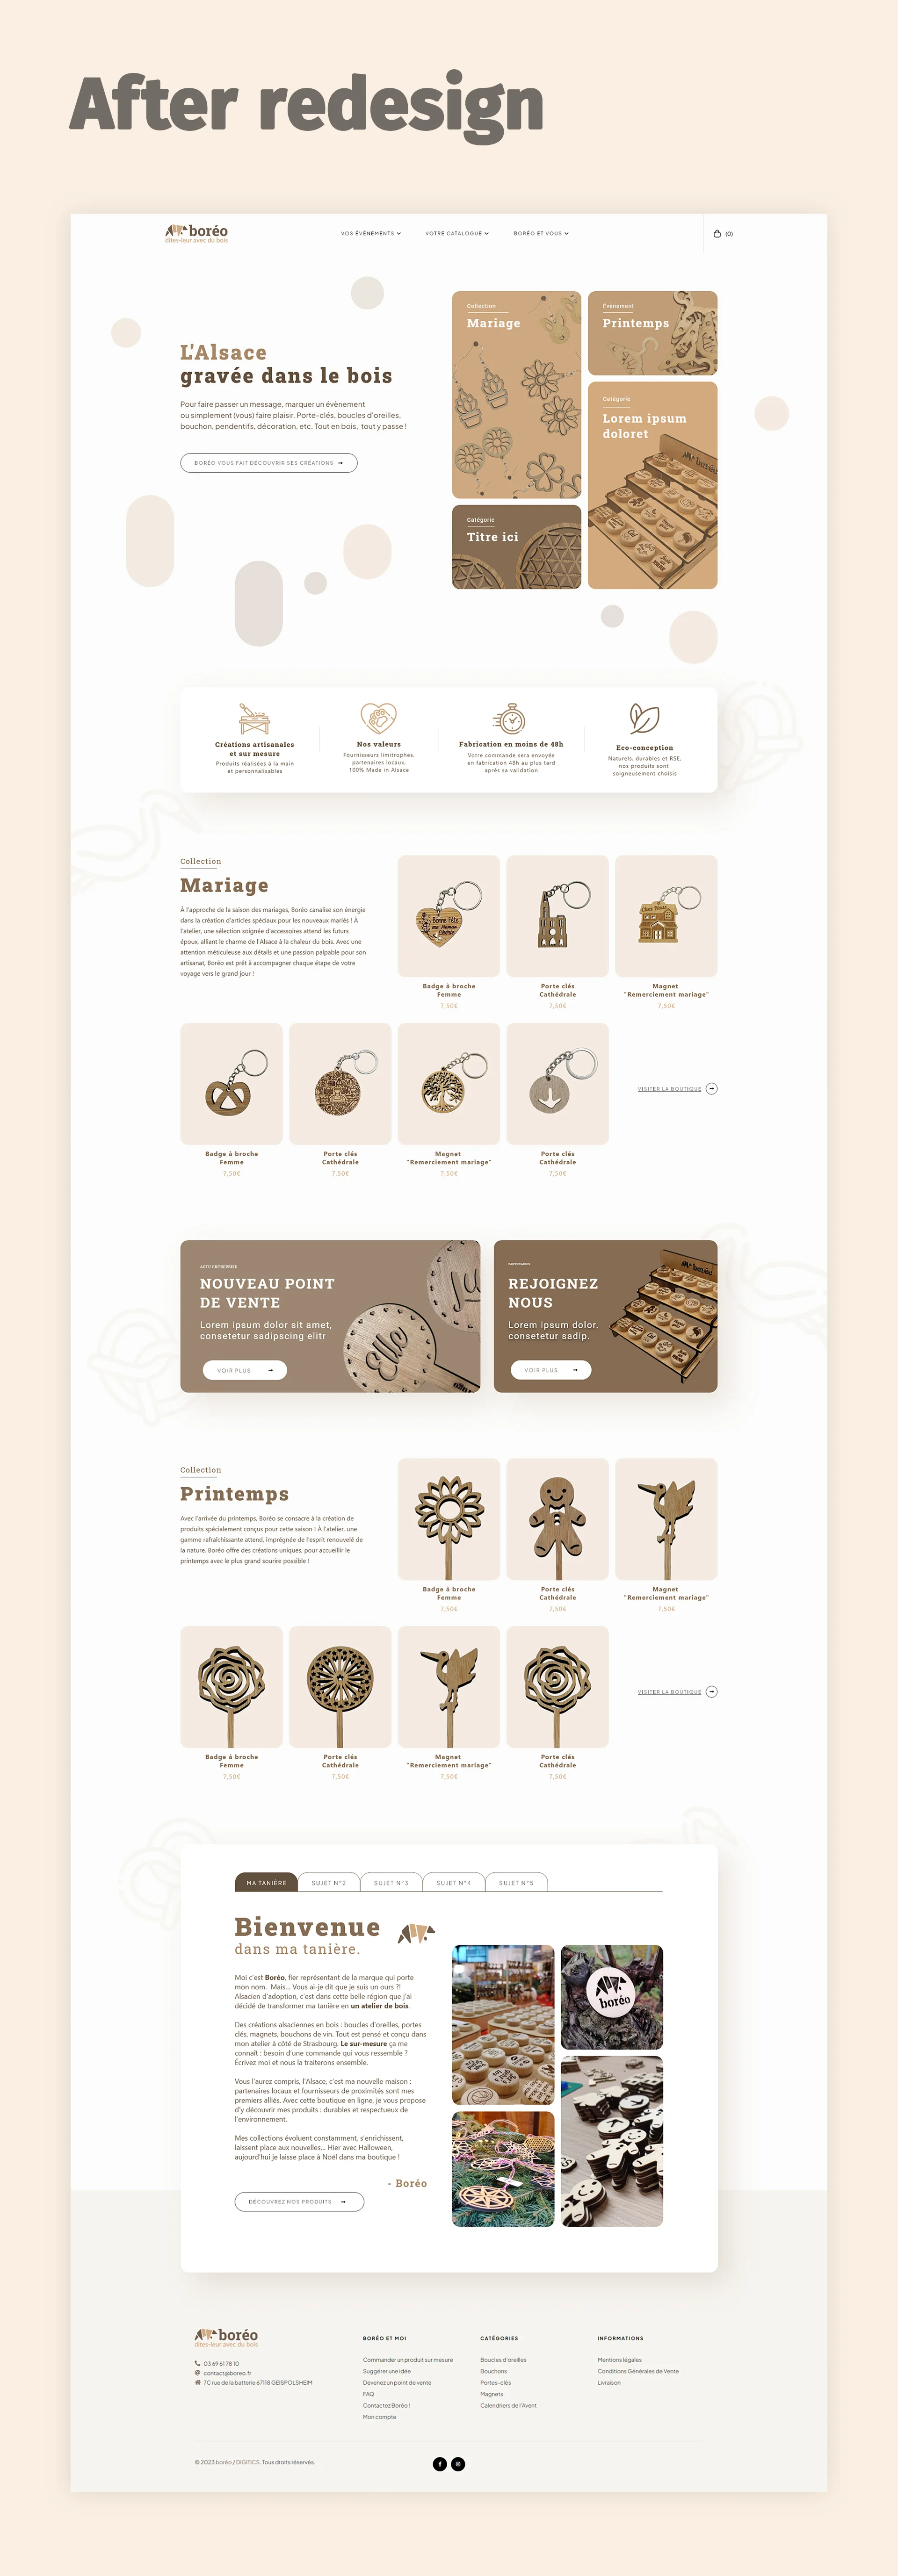 After redesign
boréo
dites-leur avec du bois
VOS ÉVÈNEMENTS
VOTRE CATALOGUE
BORÉO ET VOUS
(0)
L'Alsace
gravée dans le bois
Pour faire passer un message, marquer un évènement
ou simplement (vous) faire plaisir. Porte-clés, boucles d'oreilles,
bouchon, pendentifs, décoration, etc. Tout en bois, tout y passe !
BORÉO VOUS FAIT DÉCOUVRIR SES CRÉATIONS
Collection
Mariage
Évènement
Printemps
Catégorie
Lorem ipsum
doloret
Catégorie
Titre ici
Créations artisanales
et sur mesure
Produits réalisées à la main
et personnalisables
Nos valeurs
Fournisseurs limitrophes,
partenaires locaux,
100% Made in Alsace
Fabrication en moins de 48h
Votre commande sera envoyée
en fabrication 48h au plus tard
après sa validation
Eco-conception
Naturels, durables et RSE,
nos produits sont
soigneusement choisis
Collection
Mariage
À l'approche de la saison des mariages, Boréo canalise son énergie
dans la création d'articles spéciaux pour les nouveaux mariés ! À
l'atelier, une sélection soignée d'accessoires attend les futurs
époux, alliant le charme de l'Alsace à la chaleur du bois. Avec une
attention méticuleuse aux détails et une passion palpable pour son
artisanat, Boréo est prêt à accompagner chaque étape de votre
voyage vers le grand jour !
Badge à broche
Femme
7,50€
Porte clés
Cathédrale
7,50€
Magnet
"Remerciement mariage"
7,50€
Badge à broche
Femme
7,50€
Porte clés
Cathédrale
7,50€
Magnet
"Remerciement mariage"
7,50€
Porte clés
Cathédrale
7,50€
VISITER LA BOUTIQUE
ACTU ENTREPRISE
NOUVEAU POINT
DE VENTE
Lorem ipsum dolor sit amet,
consetetur sadipscing elitr
VOIR PLUS
Elle
REJOIGNEZ
NOUS
Lorem ipsum dolor.
consetetur sadip.
VOIR PLUS
Collection
Printemps
Avec l'arrivée du printemps, Boréo se consacre à la création de
produits spécialement conçus pour cette saison ! À l'atelier, une
gamme rafraîchissante attend, imprégnée de l'esprit renouvelé de
la nature. Boréo offre des créations uniques, pour accueillir le
printemps avec le plus grand sourire possible !
Badge à broche
Femme
7,50€
Porte clés
Cathédrale
7,50€
Magnet
"Remerciement mariage"
7,50€
Badge à broche
Femme
7,50€
Porte clés
Cathédrale
7,50€
Magnet
"Remerciement mariage"
7,50€
Porte clés
Cathédrale
7,50€
VISITER LA BOUTIQUE
MA TANIÈRE
SUJET N°2
SUJET N°3
SUJET N°4
SUJET N°5
Bienvenue
dans ma tanière.
Moi c'est Boréo, fier représentant de la marque qui porte
mon nom. Mais... Vous ai-je dit que je suis un ours ?!
Alsacien d'adoption, c'est dans cette belle région que j'ai
décidé de transformer ma tanière en un atelier de bois.
Des créations alsaciennes en bois : boucles d'oreilles, portes
clés, magnets, bouchons de vin. Tout est pensé et conçu dans
mon atelier à côté de Strasbourg. Le sur-mesure ça me
connaît : besoin d'une commande qui vous ressemble ?
Écrivez moi et nous la traiterons ensemble.
Vous l'aurez compris, l'Alsace, c'est ma nouvelle maison :
partenaires locaux et fournisseurs de proximités sont mes
premiers alliés. Avec cette boutique en ligne, je vous propose
d'y découvrir mes produits : durables et respectueux de
l'environnement.
Mes collections évoluent constamment, s'enrichissent,
laissent place aux nouvelles... Hier avec Halloween,
aujourd'hui je laisse place à Noël dans ma boutique !
- Boréo
DÉCOUVREZ NOS PRODUITS
boréo
boréo
dites-leur avec du bois
03 69 61 78 10
contact@boreo.fr
7C rue de la batterie 67118 GEISPOLSHEIM
BORÉO ET MOI
Commander un produit sur mesure
Suggérer une idée
Devenez un point de vente
FAQ
Contactez Boréo !
Mon compte
CATÉGORIES
Boucles d'oreilles
Bouchons
Portes-clés
Magnets
Calendriers de l'Avent
INFORMATIONS
Mentions légales
Conditions Générales de Vente
Livraison
© 2023 boréo / DIGITICS. Tous droits réservés.